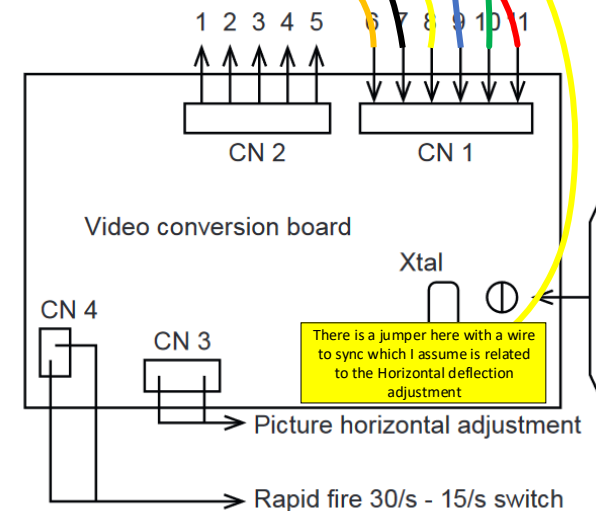 1 2 3 4 5 6 7 8 9 10 11
CN 2 CN 1
Video conversion board
Xtal
CN 4
CN 3
There is a jumper here with a wire
to sync which I assume is related
to the Horizontal deflection
adjustment
Picture horizontal adjustment
Rapid fire 30/s - 15/s switch